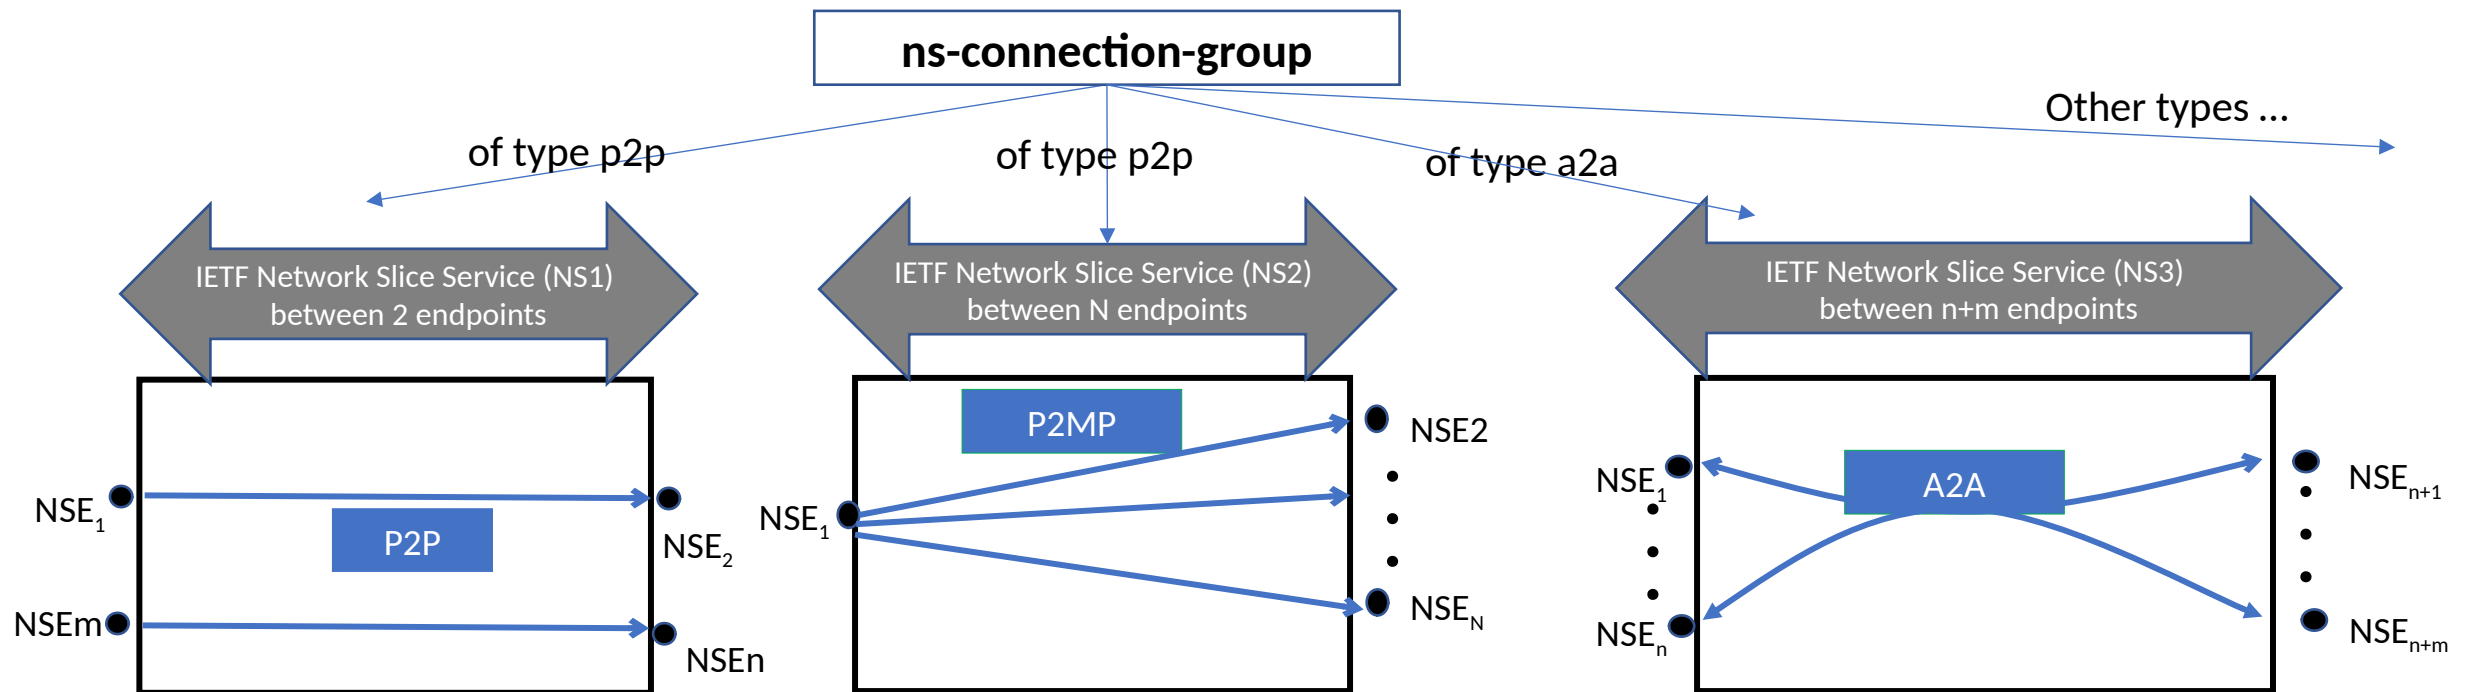 ns-connection-group
Other types ...
of type p2p
of type p2p
of type a2a
IETF Network Slice Service (NS1)
between 2 endpoints
IETF Network Slice Service (NS2)
between N endpoints
IETF Network Slice Service (NS3)
between n+m endpoints
NSE1
P2P
NSE2
NSEm
NSEn
P2MP
NSE1
NSE2
NSEN
A2A
NSE1
NSEn
NSEn+1
NSEn+m